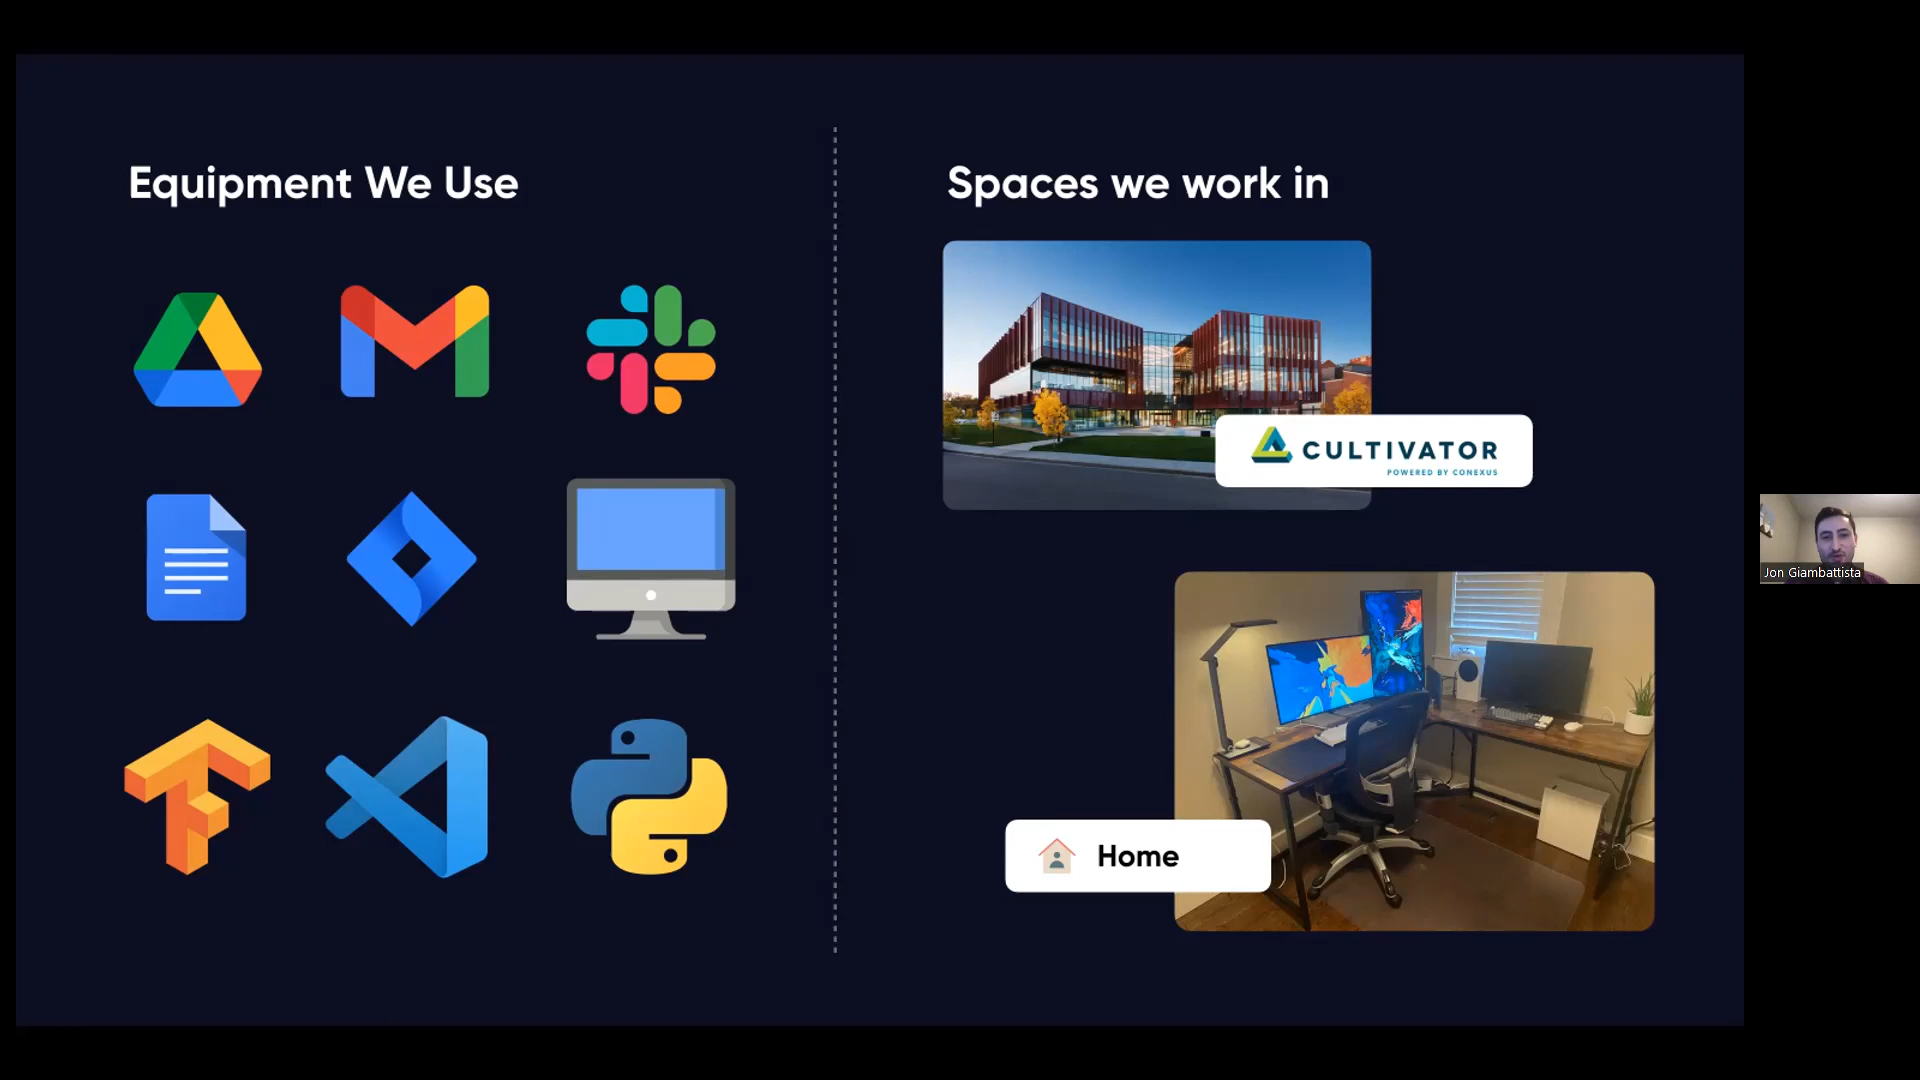 Equipment We Use
Spaces we work in
CULTIVATOR
POWERED BY CONEXUS
Home
Jon Giambattista